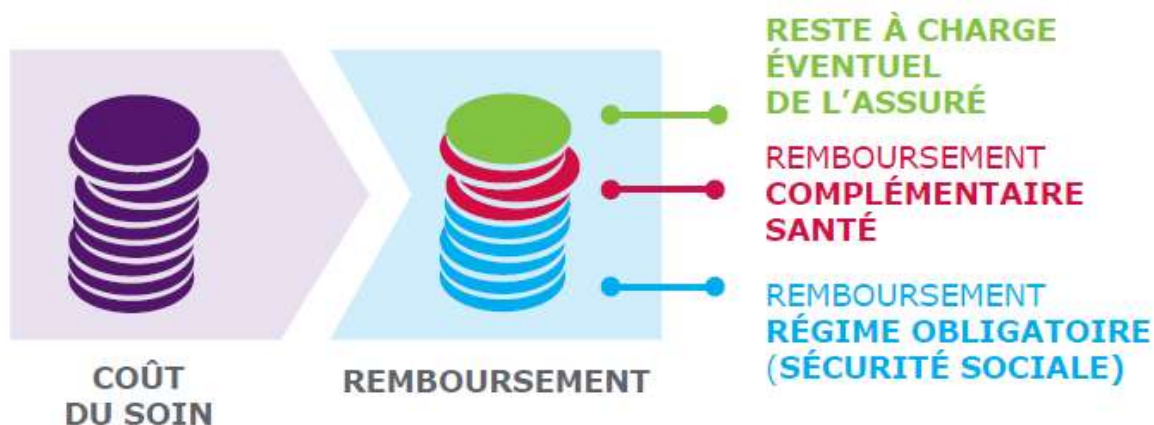 RESTE À CHARGE
ÉVENTUEL
DE L'ASSURÉ
REMBOURSEMENT
COMPLÉMENTAIRE
SANTÉ
REMBOURSEMENT
RÉGIME OBLIGATOIRE
(SÉCURITÉ SOCIALE)
COÛT
DU SOIN
REMBOURSEMENT